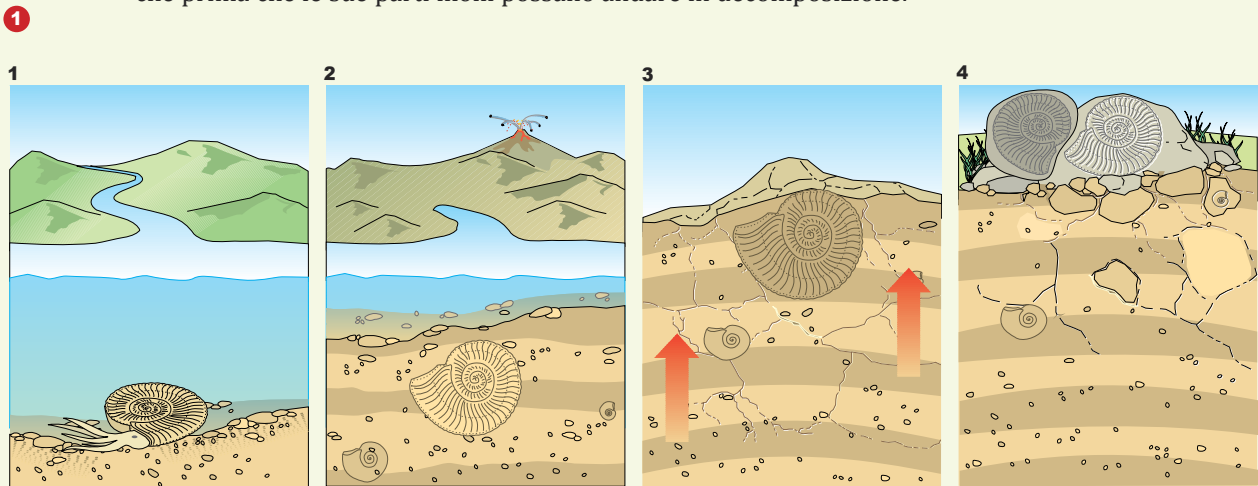 che prima che le sue parti molli possano andare in decomposizione.
1
1 2 3 4